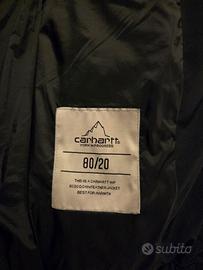 carhartt
WORK IN PROGRESS
80/20
THIS IS A CARHARTT WIP
80/20 DOWN/FEATHER JACKET
BEST FOR WARMTH
subito